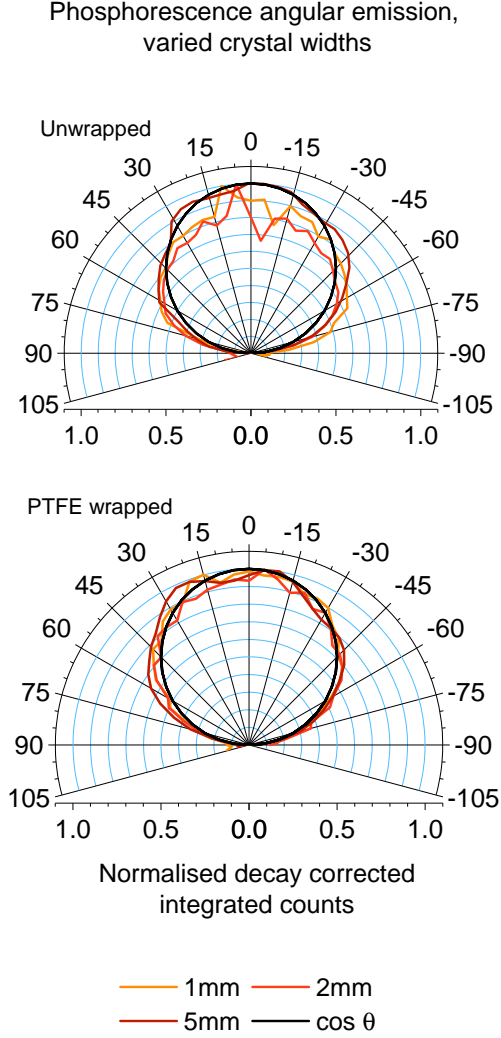 Phosphorescence angular emission,
varied crystal widths
Unwrapped
0
15 -15
30 -30
45 -45
60 -60
75 -75
90 -90
105 -105
1.0 0.5 0.0 0.5 1.0
PTFE wrapped
0
15 -15
30 -30
45 -45
60 -60
75 -75
90 -90
105 -105
1.0 0.5 0.0 0.5 1.0
Normalised decay corrected
integrated counts
1mm 2mm
5mm cos θ